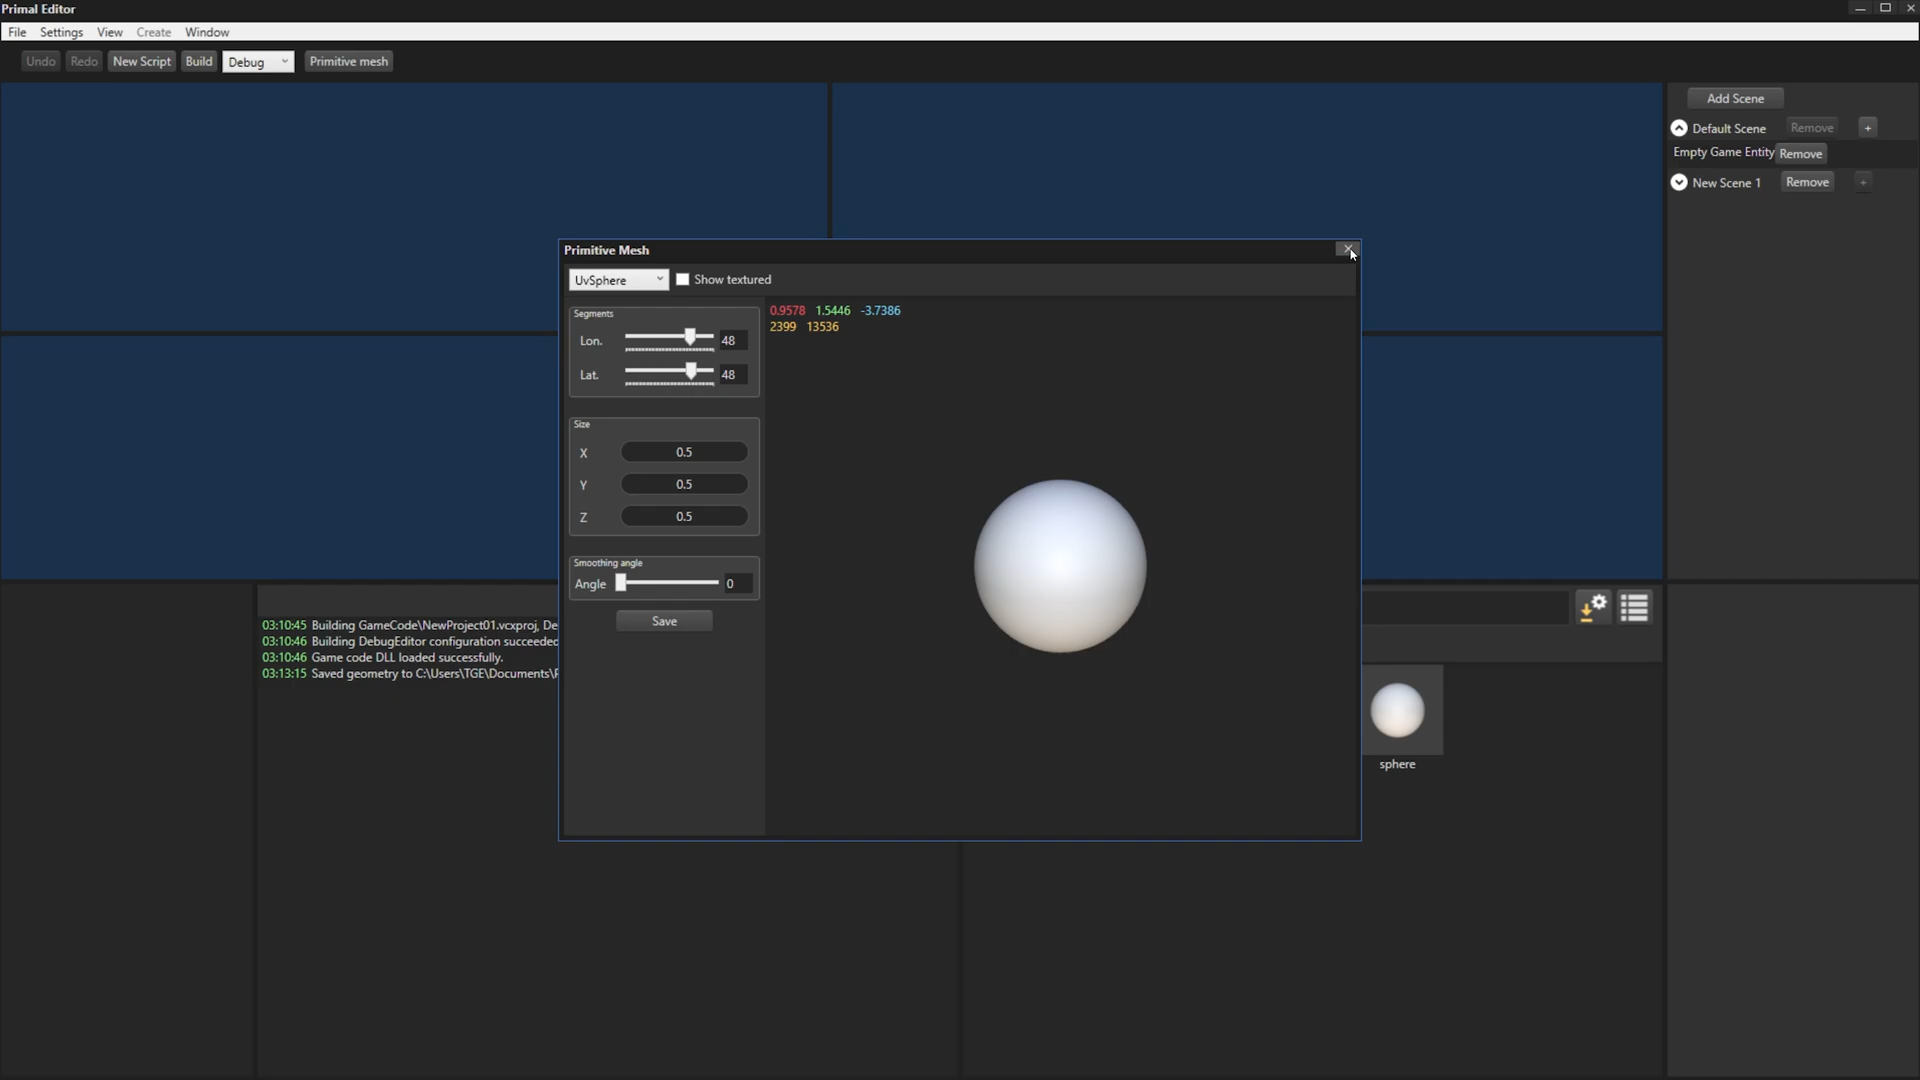 Primal Editor
File Settings View Create Window
Undo Redo New Script Build Debug Primitive mesh
Add Scene
Default Scene Remove +
Empty Game Entity Remove
New Scene 1 Remove +
Primitive Mesh
UvSphere Show textured
Segments
Lon. 48
Lat. 48
Size
X 0.5
Y 0.5
Z 0.5
Smoothing angle
Angle 0
Save
0.9578 1.5446 -3.7386
2399 13536
03:10:45 Building GameCode\NewProject01.vcxproj, De
03:10:46 Building DebugEditor configuration succeeded
03:10:46 Game code DLL loaded successfully.
03:13:15 Saved geometry to C:\Users\TGE\Documents\
sphere